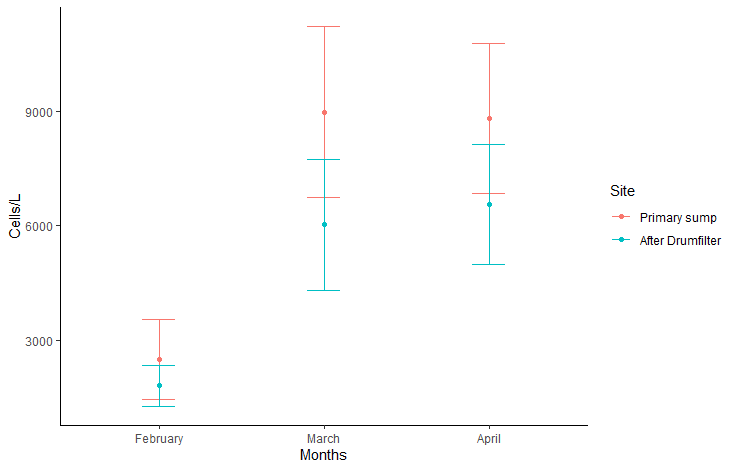 Cells/L
9000
6000
3000
February
March
April
Months
Site
Primary sump
After Drumfilter